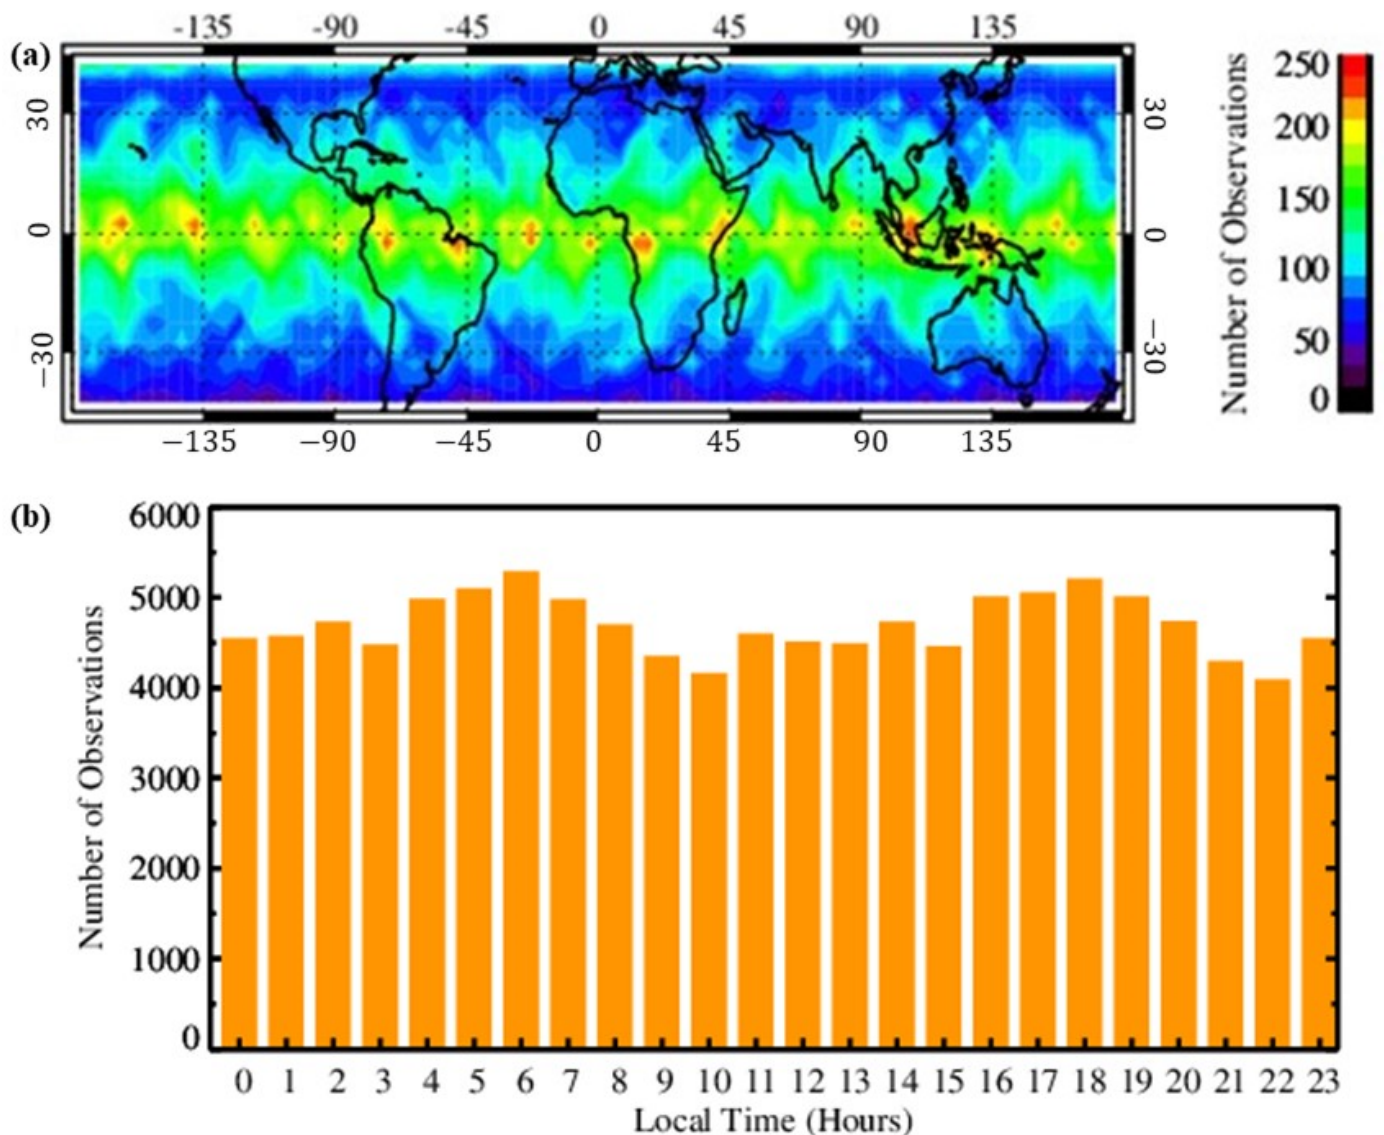 (a)
-135 -90 -45 0 45 90 135
30 0 −30
30 0 −30
−135 −90 −45 0 45 90 135
Number of Observations
250
200
150
100
50
0
(b)
Number of Observations
6000
5000
4000
3000
2000
1000
0
0 1 2 3 4 5 6 7 8 9 10 11 12 13 14 15 16 17 18 19 20 21 22 23
Local Time (Hours)